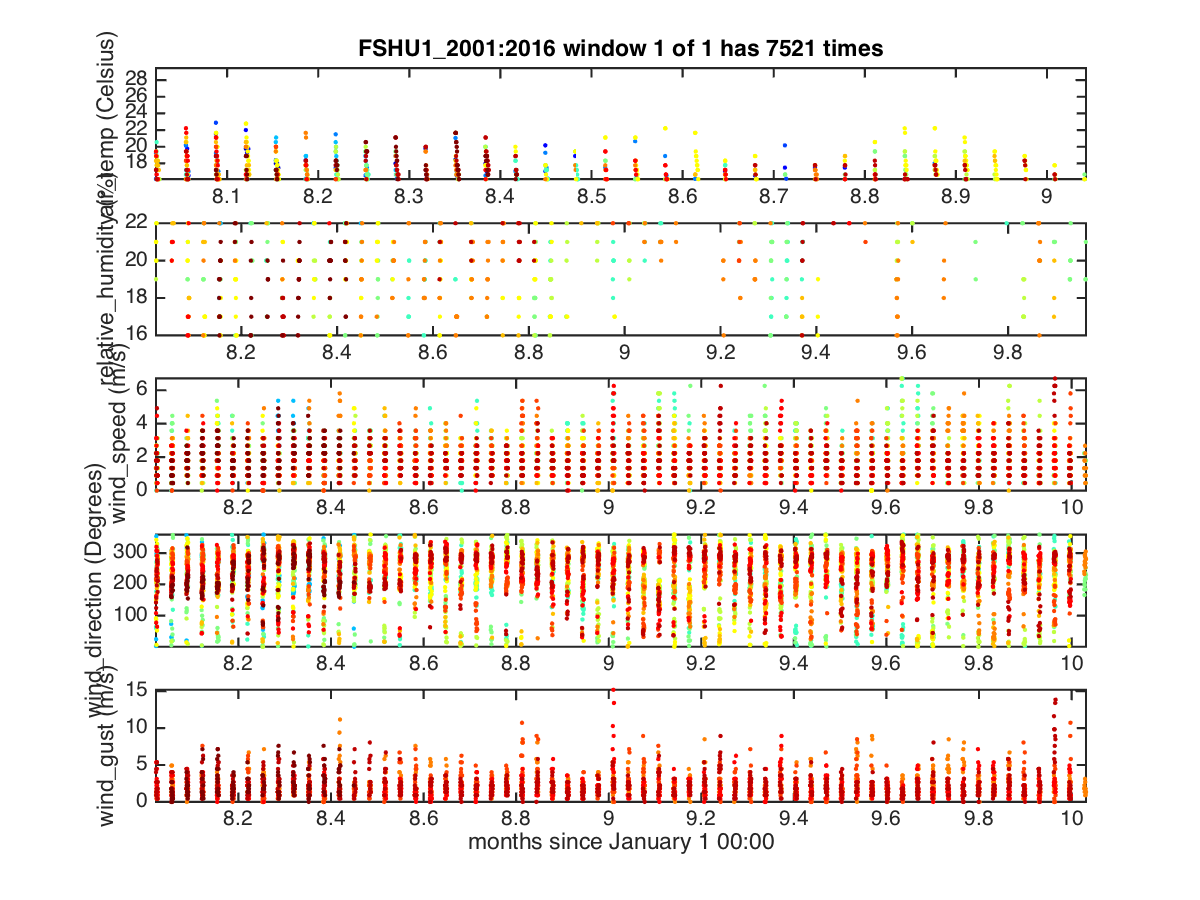 FSHU1_2001:2016 window 1 of 1 has 7521 times
air_temp (Celsius)
28
26
24
22
20
18
8.1 8.2 8.3 8.4 8.5 8.6 8.7 8.8 8.9 9
relative_humidity (%)
22
20
18
16
8.2 8.4 8.6 8.8 9 9.2 9.4 9.6 9.8
wind_speed (m/s)
6
4
2
0
8.2 8.4 8.6 8.8 9 9.2 9.4 9.6 9.8 10
wind_direction (Degrees)
300
200
100
8.2 8.4 8.6 8.8 9 9.2 9.4 9.6 9.8 10
wind_gust (m/s)
15
10
5
0
8.2 8.4 8.6 8.8 9 9.2 9.4 9.6 9.8 10
months since January 1 00:00